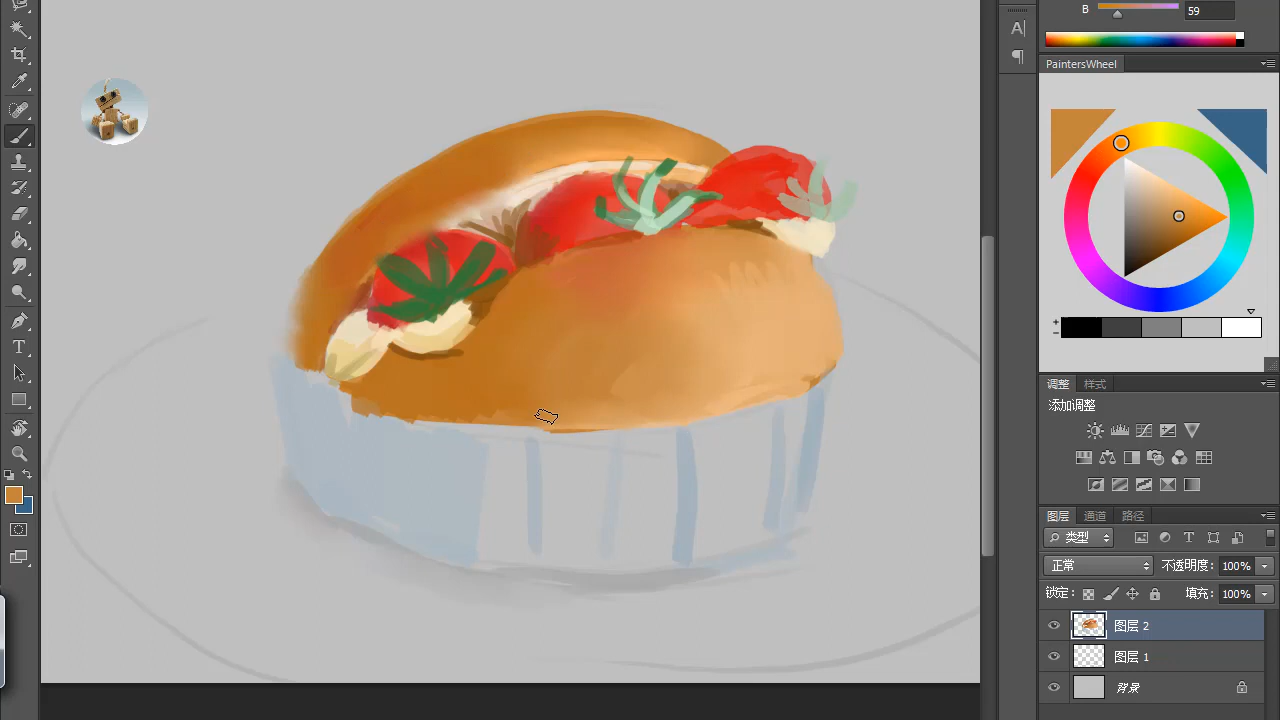 B 59
PaintersWheel
调整 样式
添加调整
图层 通道 路径
类型
正常 不透明度: 100%
锁定: 填充: 100%
图层 2
图层 1
背景